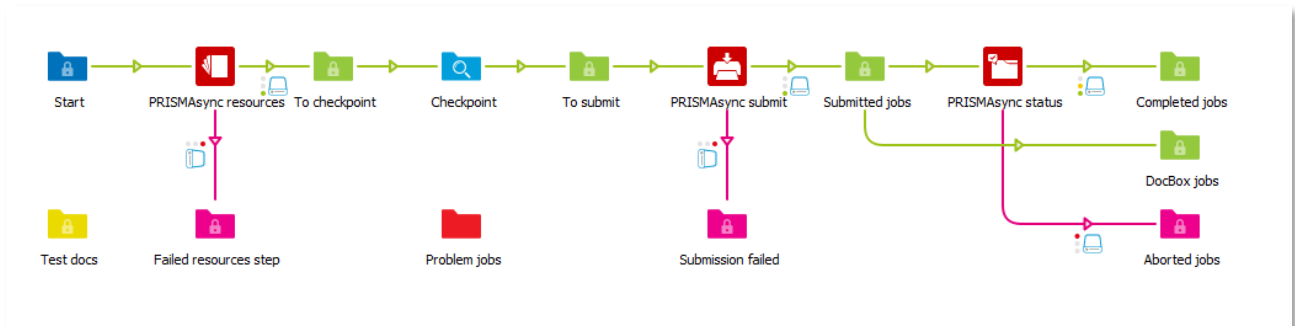 Start
PRISMAsync resources
To checkpoint
Checkpoint
To submit
PRISMAsync submit
Submitted jobs
PRISMAsync status
Completed jobs
DocBox jobs
Test docs
Failed resources step
Problem jobs
Submission failed
Aborted jobs